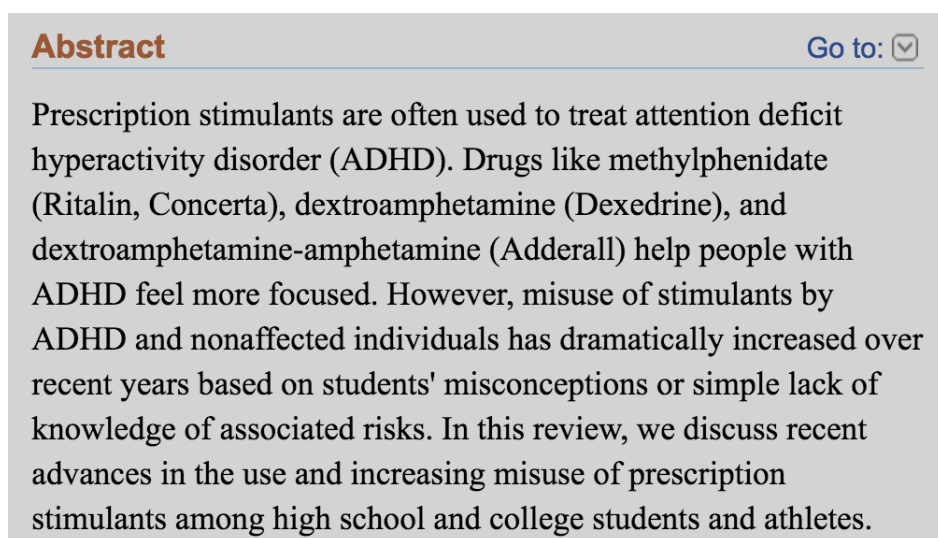 Abstract
Go to:
Prescription stimulants are often used to treat attention deficit
hyperactivity disorder (ADHD). Drugs like methylphenidate
(Ritalin, Concerta), dextroamphetamine (Dexedrine), and
dextroamphetamine-amphetamine (Adderall) help people with
ADHD feel more focused. However, misuse of stimulants by
ADHD and nonaffected individuals has dramatically increased over
recent years based on students' misconceptions or simple lack of
knowledge of associated risks. In this review, we discuss recent
advances in the use and increasing misuse of prescription
stimulants among high school and college students and athletes.